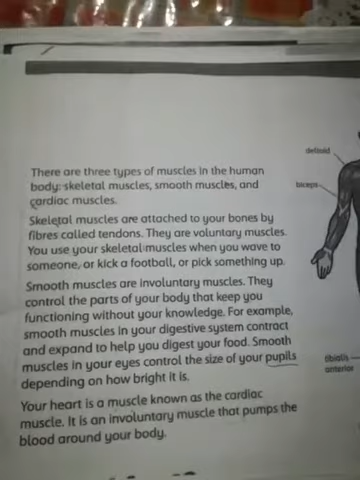 There are three types of muscles in the human
body: skeletal muscles, smooth muscles, and
cardiac muscles.
Skeletal muscles are attached to your bones by
fibres called tendons. They are voluntary muscles.
You use your skeletal muscles when you wave to
someone, or kick a football, or pick something up.
Smooth muscles are involuntary muscles. They
control the parts of your body that keep you
functioning without your knowledge. For example,
smooth muscles in your digestive system contract
and expand to help you digest your food. Smooth
muscles in your eyes control the size of your pupils
depending on how bright it is.
Your heart is a muscle known as the cardiac
muscle. It is an involuntary muscle that pumps the
blood around your body.
deltoid
biceps
tibialis
anterior